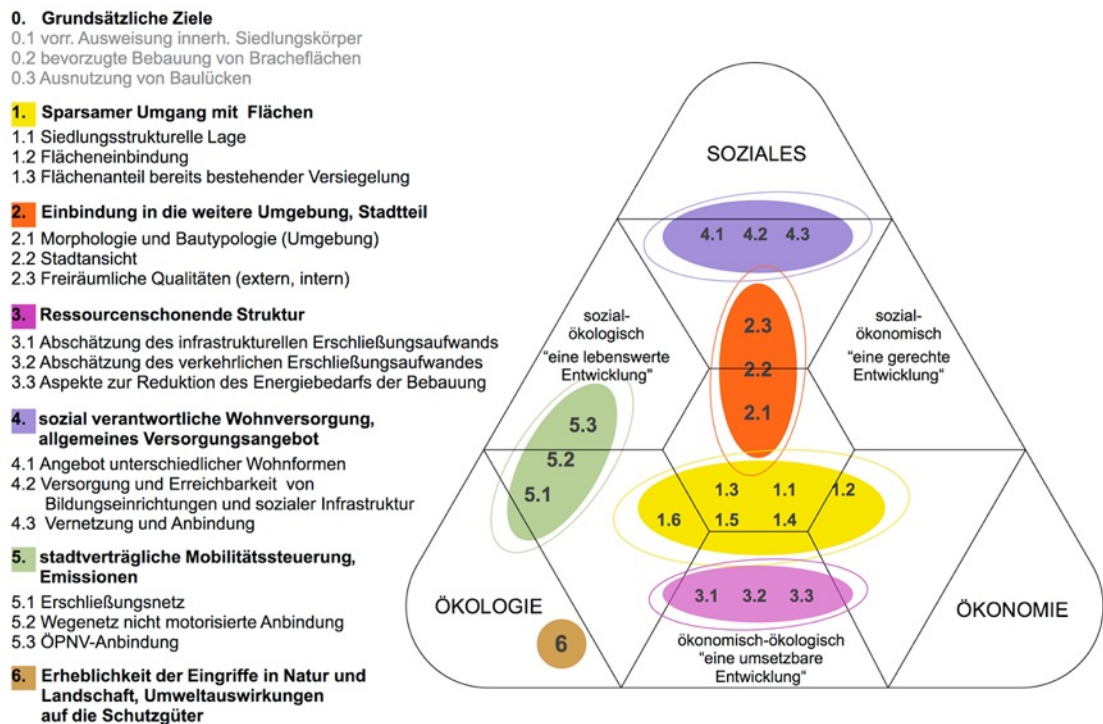 0. Grundsätzliche Ziele
0.1 vorr. Ausweisung innerh. Siedlungskörper
0.2 bevorzugte Bebauung von Bracheflächen
0.3 Ausnutzung von Baulücken
1. Sparsamer Umgang mit Flächen
1.1 Siedlungsstrukturelle Lage
1.2 Flächeneinbindung
1.3 Flächenanteil bereits bestehender Versiegelung
2. Einbindung in die weitere Umgebung, Stadtteil
2.1 Morphologie und Bautypologie (Umgebung)
2.2 Stadtansicht
2.3 Freiräumliche Qualitäten (extern, intern)
3. Ressourcenschonende Struktur
3.1 Abschätzung des infrastrukturellen Erschließungsaufwands
3.2 Abschätzung des verkehrlichen Erschließungsaufwandes
3.3 Aspekte zur Reduktion des Energiebedarfs der Bebauung
4. sozial verantwortliche Wohnversorgung,
allgemeines Versorgungsangebot
4.1 Angebot unterschiedlicher Wohnformen
4.2 Versorgung und Erreichbarkeit von
Bildungseinrichtungen und sozialer Infrastruktur
4.3 Vernetzung und Anbindung
5. stadtverträgliche Mobilitätssteuerung,
Emissionen
5.1 Erschließungsnetz
5.2 Wegenetz nicht motorisierte Anbindung
5.3 ÖPNV-Anbindung
6. Erheblichkeit der Eingriffe in Natur und
Landschaft, Umweltauswirkungen
auf die Schutzgüter
SOZIALES
4.1 4.2 4.3
sozial-
ökologisch
"eine lebenswerte
Entwicklung"
2.3
2.2
2.1
sozial-
ökonomisch
"eine gerechte
Entwicklung"
5.3
5.2
5.1
1.3 1.1 1.2
1.6 1.5 1.4
ÖKOLOGIE
6
3.1 3.2 3.3
ökonomisch-ökologisch
"eine umsetzbare
Entwicklung"
ÖKONOMIE